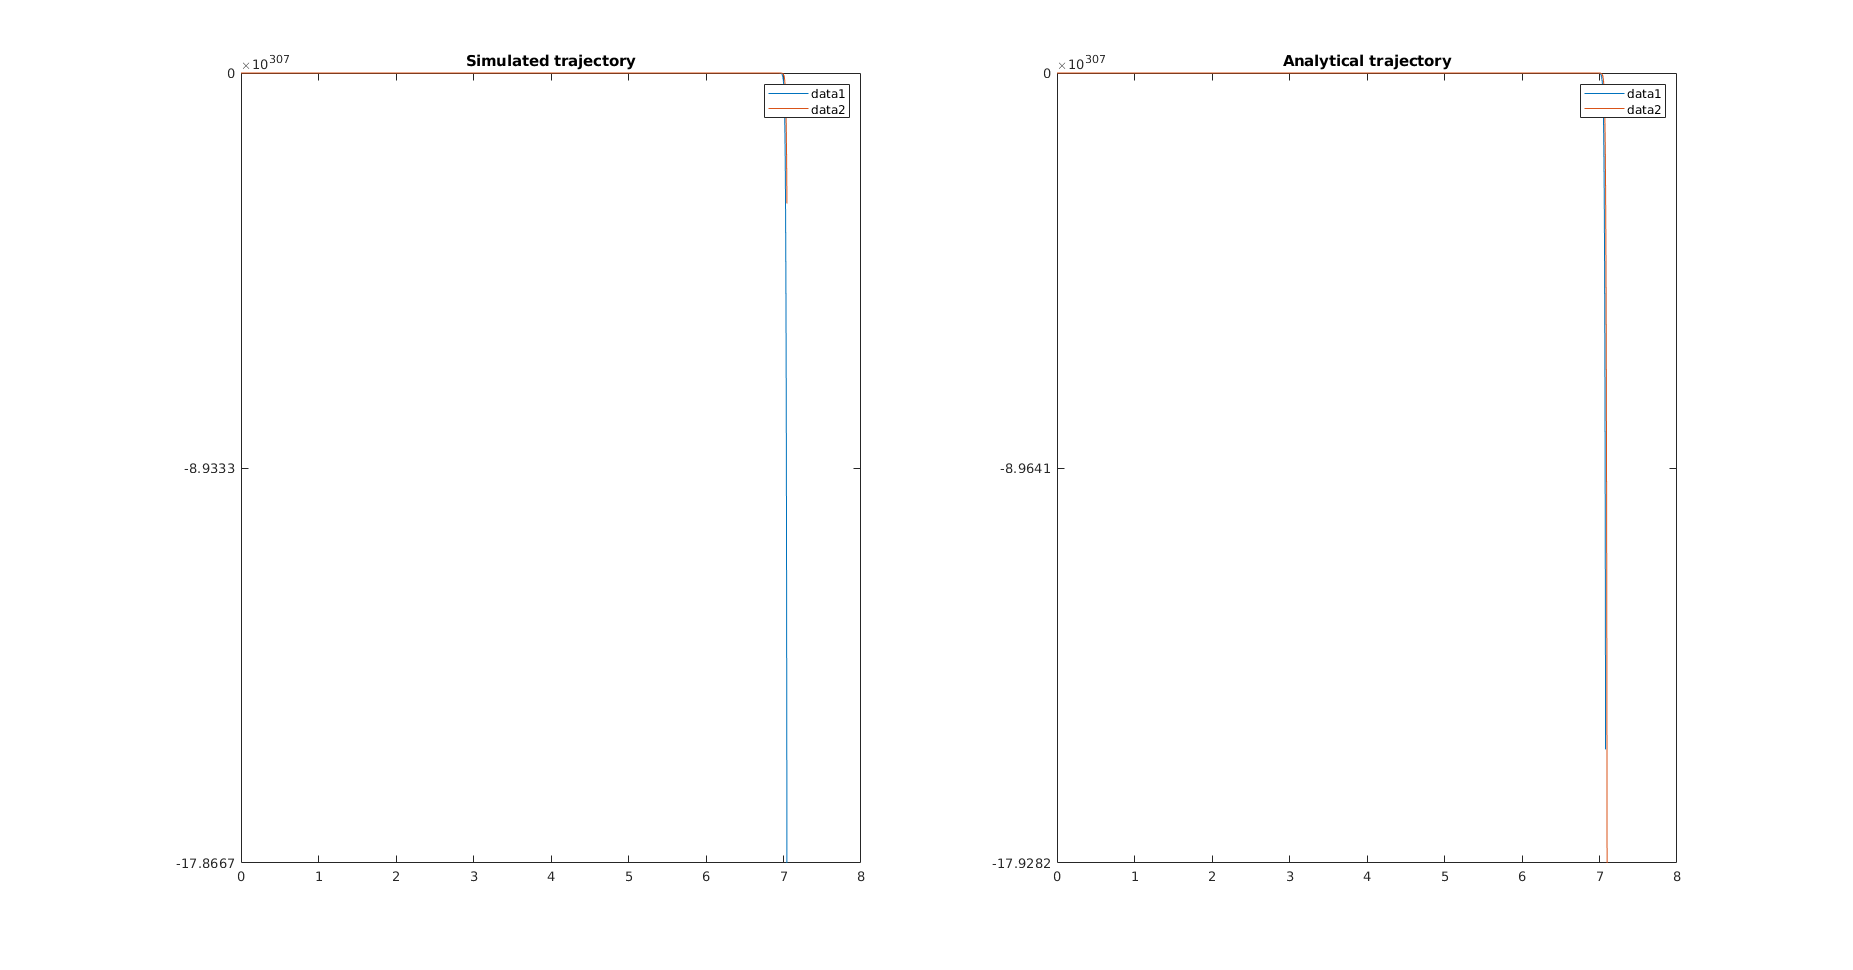 Simulated trajectory
×10^307
0
-8.9333
-17.8667
0 1 2 3 4 5 6 7 8
data1
data2
Analytical trajectory
×10^307
0
-8.9641
-17.9282
0 1 2 3 4 5 6 7 8
data1
data2